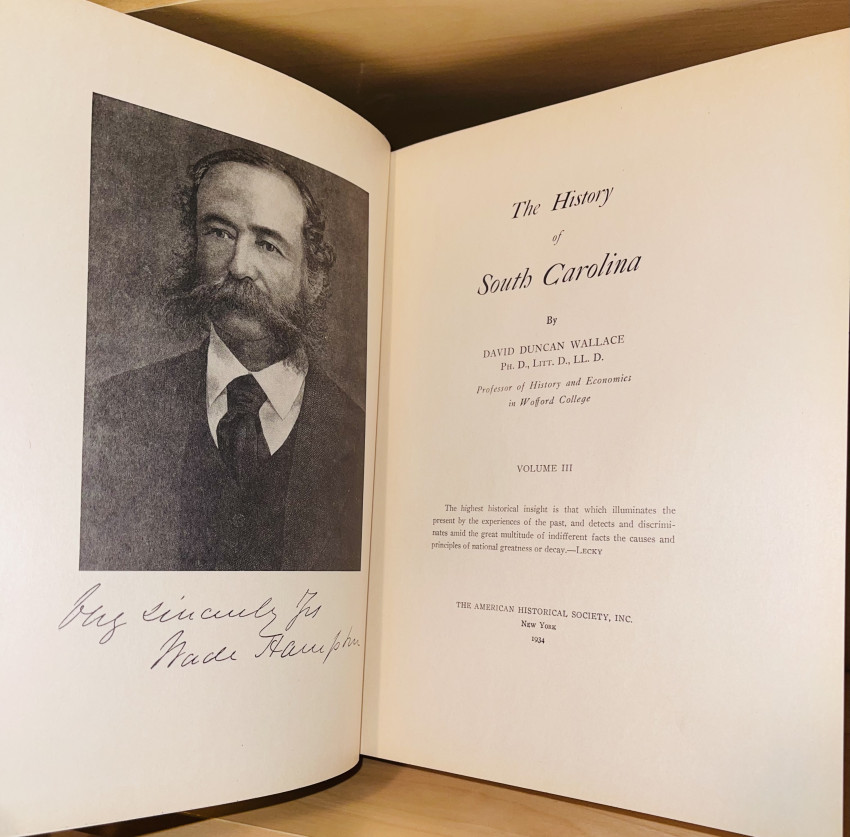 Very Sincerely Yrs
Wade Hampton
The History
of
South Carolina
By
DAVID DUNCAN WALLACE
PH. D., LITT. D., LL. D.
Professor of History and Economics
in Wofford College
VOLUME III
The highest historical insight is that which illuminates the
present by the experiences of the past, and detects and discrimi-
nates amid the great multitude of indifferent facts the causes and
principles of national greatness or decay.—LECKY
THE AMERICAN HISTORICAL SOCIETY, INC.
NEW YORK
1934